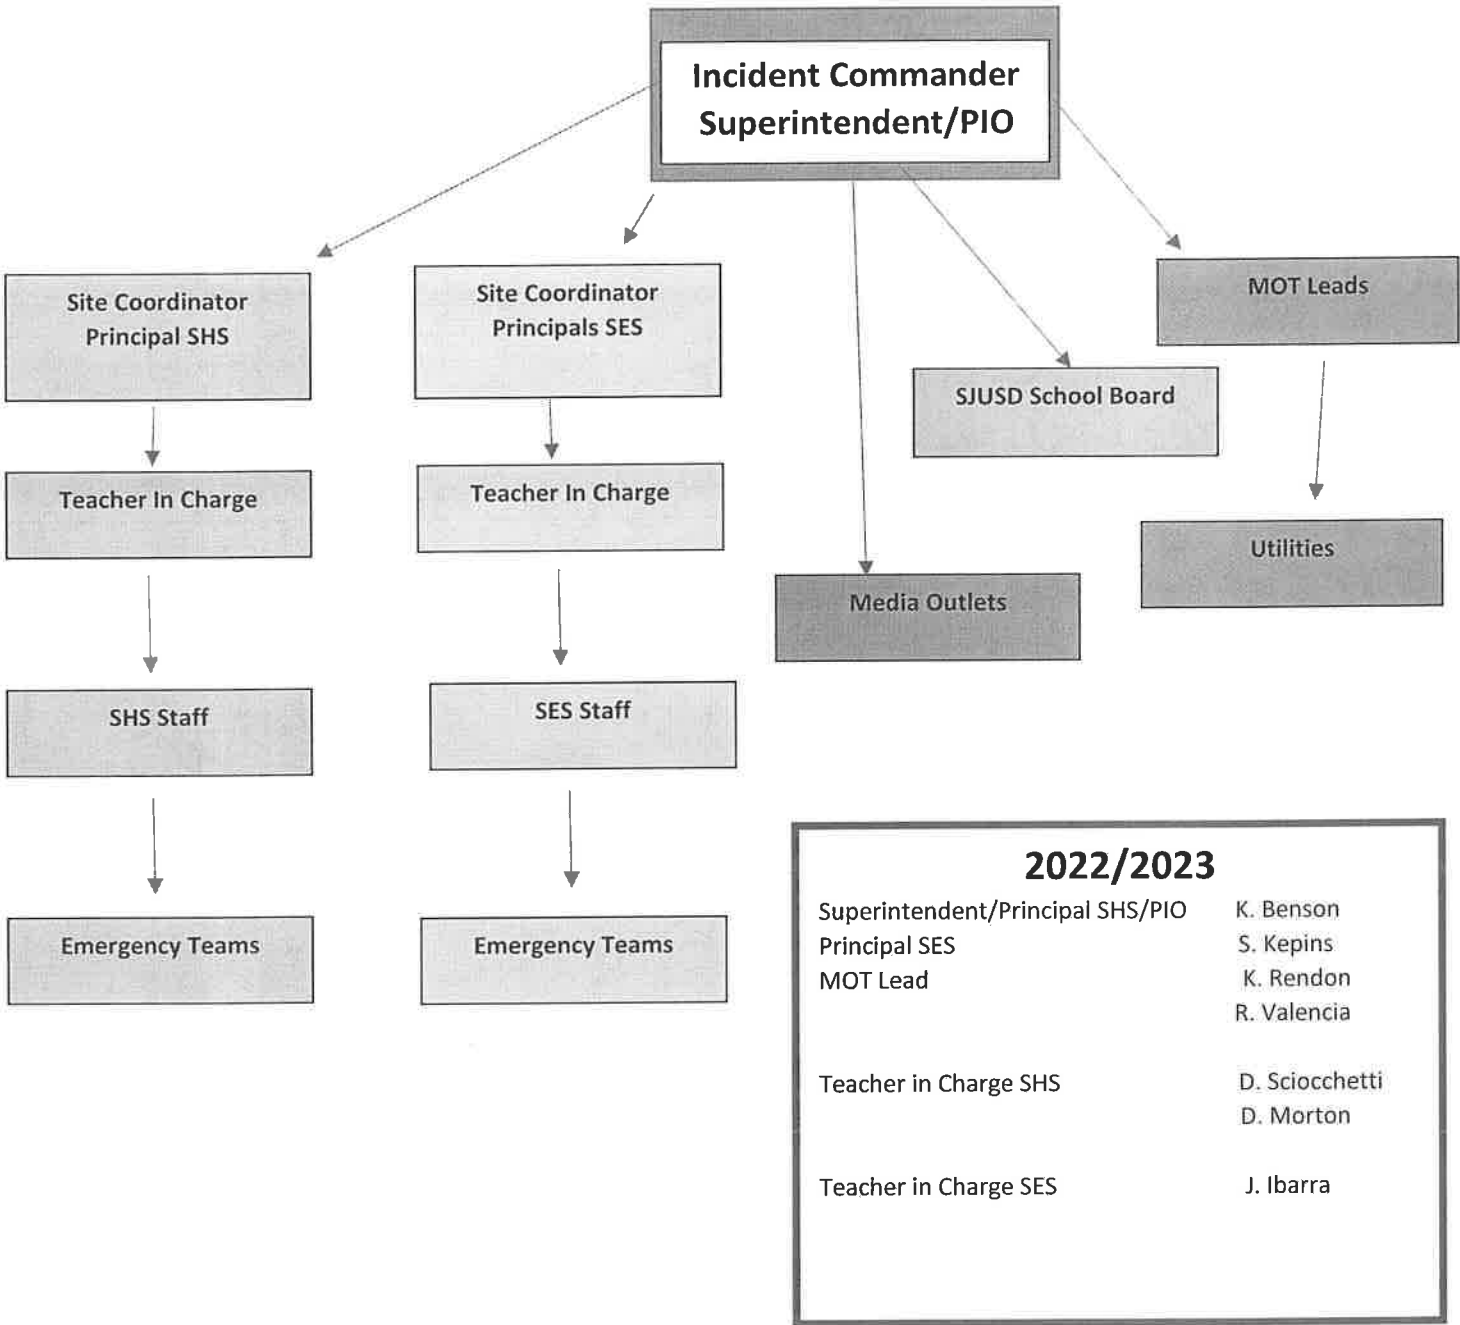 Incident Commander
Superintendent/PIO
Site Coordinator
Principal SHS
Site Coordinator
Principals SES
MOT Leads
SJUSD School Board
Teacher In Charge
Teacher In Charge
Utilities
Media Outlets
SHS Staff
SES Staff
Emergency Teams
Emergency Teams
2022/2023
Superintendent/Principal SHS/PIO K. Benson
Principal SES S. Kepins
MOT Lead K. Rendon
R. Valencia
Teacher in Charge SHS D. Sciocchetti
D. Morton
Teacher in Charge SES J. Ibarra